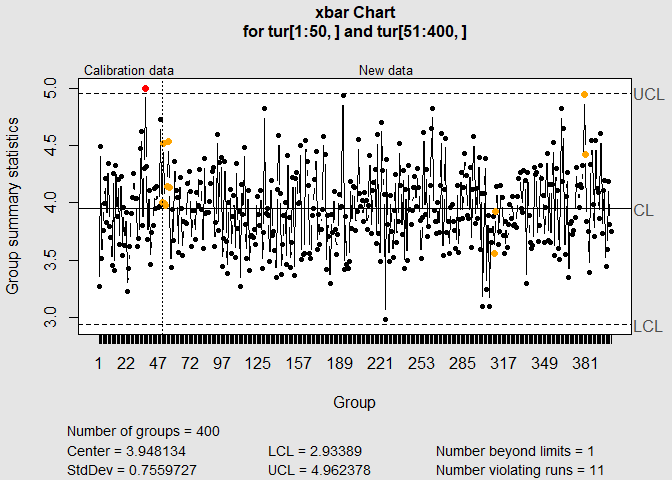 xbar Chart
for tur[1:50, ] and tur[51:400, ]
Calibration data New data
Group summary statistics
5.0
4.5
4.0
3.5
3.0
UCL
CL
LCL
1 22 47 72 97 125 157 189 221 253 285 317 349 381
Group
Number of groups = 400
Center = 3.948134 LCL = 2.93389 Number beyond limits = 1
StdDev = 0.7559727 UCL = 4.962378 Number violating runs = 11